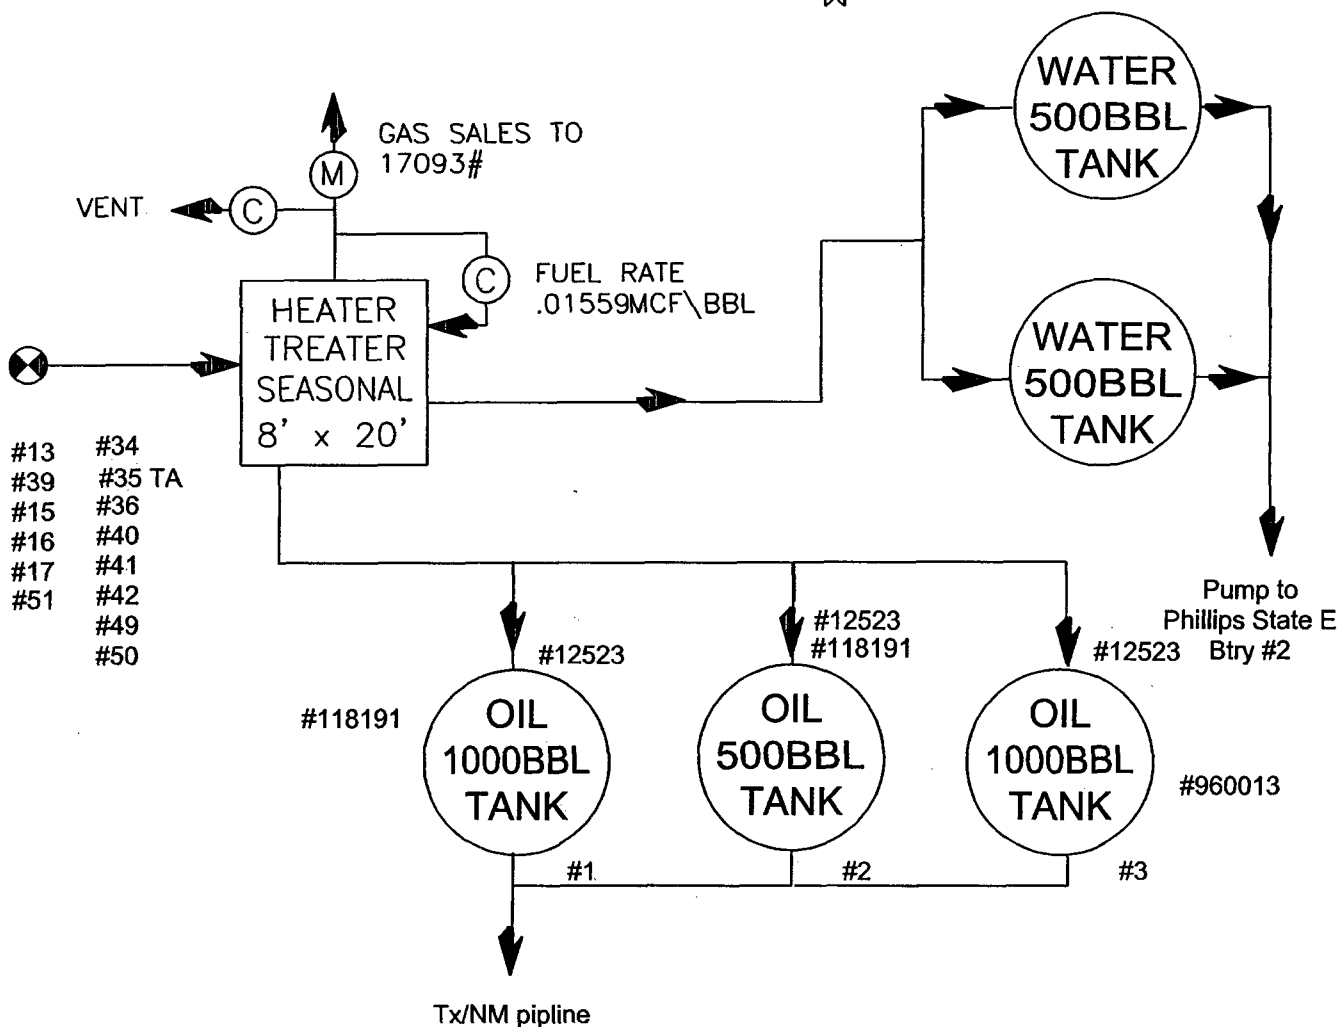 WATER
500BBL
TANK
GAS SALES TO
17093#
M
VENT
C
C
FUEL RATE
.01559MCF\BBL
HEATER
TREATER
SEASONAL
8' x 20'
WATER
500BBL
TANK
#13
#39
#15
#16
#17
#51
#34
#35 TA
#36
#40
#41
#42
#49
#50
Pump to
Phillips State E
Btry #2
#12523
#12523
#118191
#12523
#118191
OIL
1000BBL
TANK
OIL
500BBL
TANK
OIL
1000BBL
TANK
#960013
#1
#2
#3
Tx/NM pipline